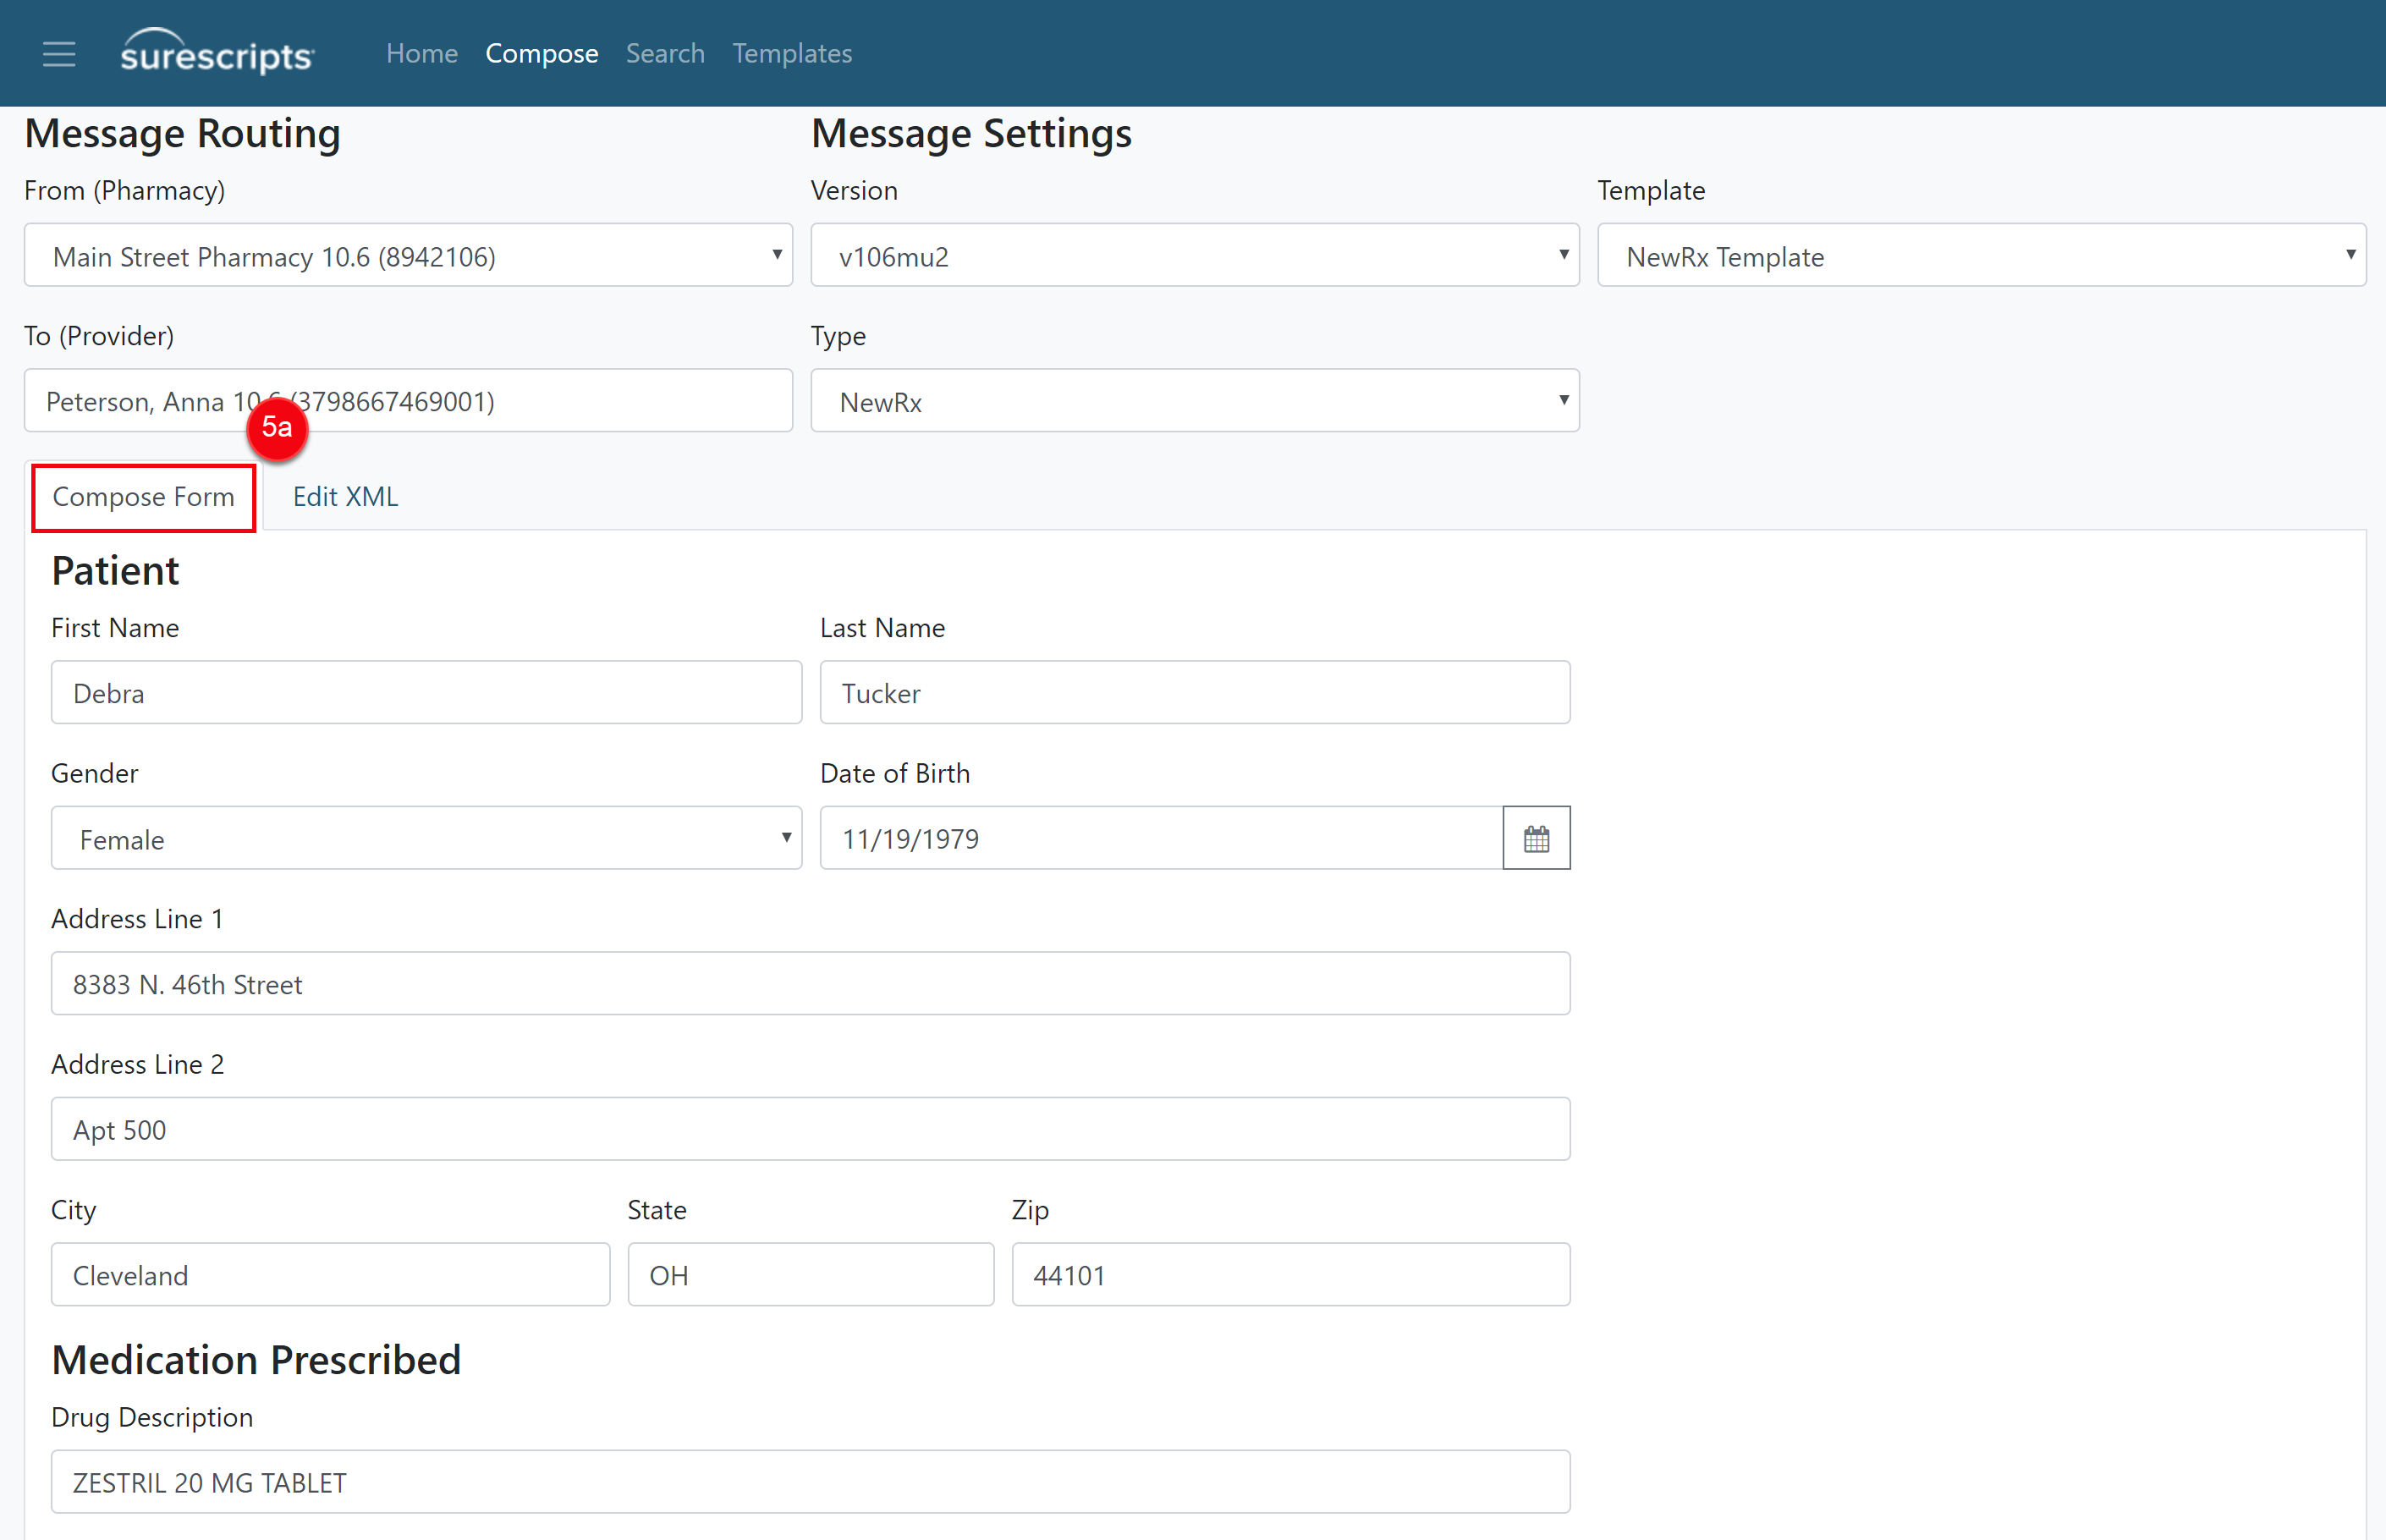 surescripts
Home Compose Search Templates
Message Routing
Message Settings
From (Pharmacy)
Version
Template
Main Street Pharmacy 10.6 (8942106)
v106mu2
NewRx Template
To (Provider)
Type
Peterson, Anna 10.6 (3798667469001)
NewRx
5a
Compose Form
Edit XML
Patient
First Name
Last Name
Debra
Tucker
Gender
Date of Birth
Female
11/19/1979
Address Line 1
8383 N. 46th Street
Address Line 2
Apt 500
City
State
Zip
Cleveland
OH
44101
Medication Prescribed
Drug Description
ZESTRIL 20 MG TABLET